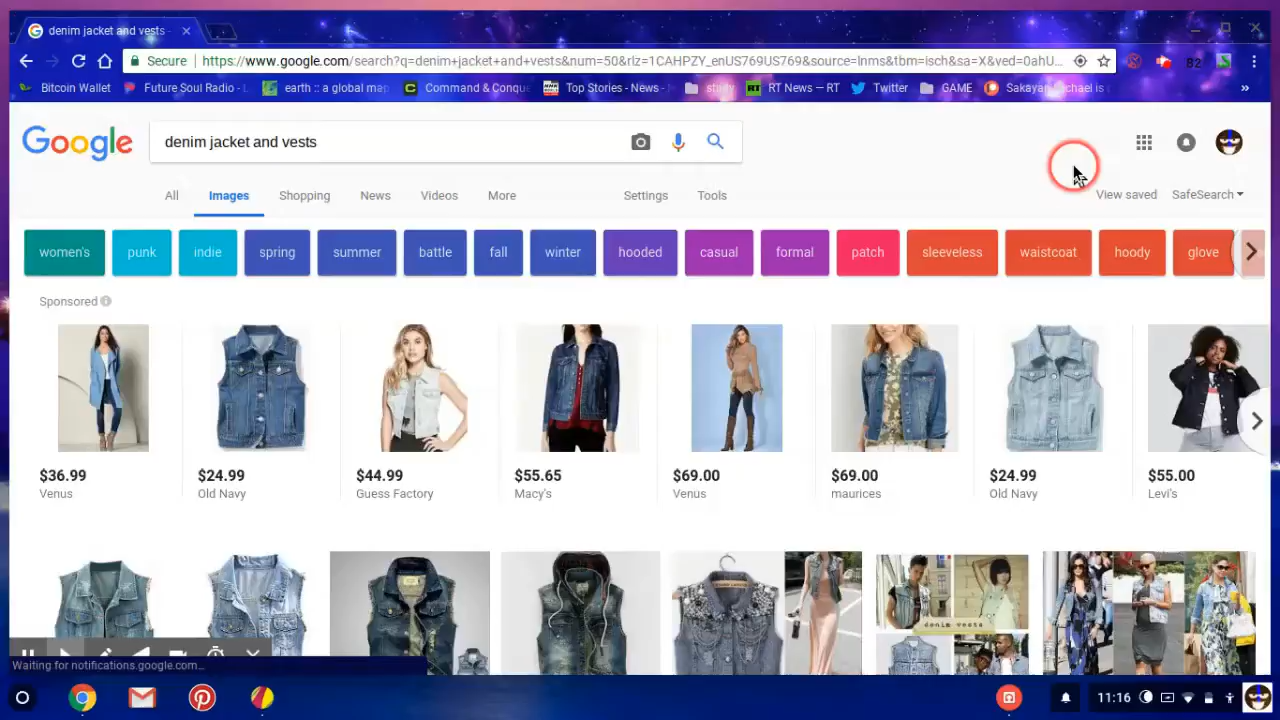 denim jacket and vests -
Secure https://www.google.com/search?q=denim+jacket+and+vests&num=50&rlz=1CAHPZY_enUS769US769&source=lnms&tbm=isch&sa=X&ved=0ahU...
Bitcoin Wallet Future Soul Radio - earth :: a global map Command & Conque Top Stories - News - study RT News — RT Twitter GAME is »
Google denim jacket and vests
All Images Shopping News Videos More Settings Tools View saved SafeSearch
women's punk indie spring summer battle fall winter hooded casual formal patch sleeveless waistcoat hoody glove
Sponsored
$36.99 $24.99 $44.99 $55.65 $69.00 $69.00 $24.99 $55.00
Venus Old Navy Guess Factory Macy's Venus maurices Old Navy Levi's
denim vests
Waiting for notifications.google.com...
11:16